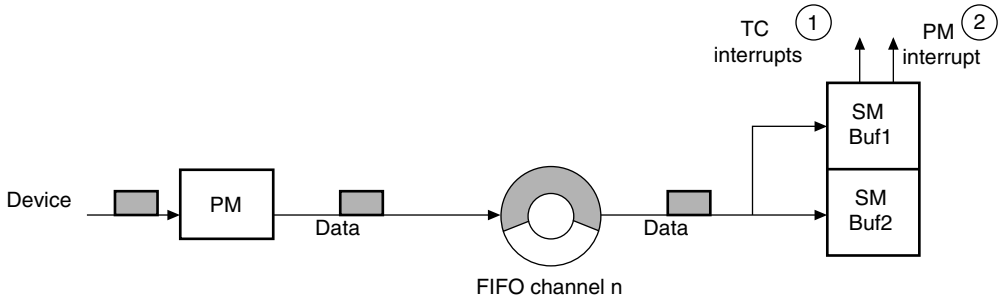 TC
interrupts
1
PM
interrupt
2
SM
Buf1
Device
PM
Data
Data
SM
Buf2
FIFO channel n